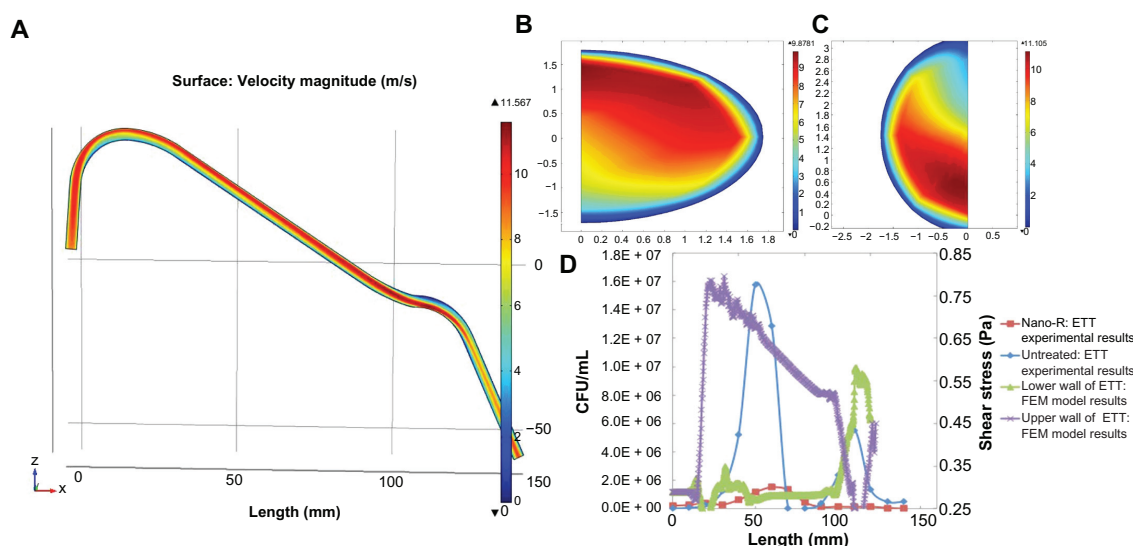 A
Surface: Velocity magnitude (m/s)
▲ 11.567
10
8
6
4
2
0
▼ 0
0
−50
0
50
100
150
z
y
x
Length (mm)
B
1.5
1
0.5
0
−0.5
−1
−1.5
0 0.2 0.4 0.6 0.8 1 1.2 1.4 1.6 1.8
▲9.8781
9
8
7
6
5
4
3
2
1
0
▼0
C
3
2.8
2.6
2.4
2.2
2
1.8
1.6
1.4
1.2
1
0.8
0.6
0.4
0.2
0
−0.2
−2.5 −2 −1.5 −1 −0.5 0 0.5
▲11.105
10
8
6
4
2
0
▼0
D
1.8E + 07
1.6E + 07
1.4E + 07
1.2E + 07
1.0E + 07
8.0E + 06
6.0E + 06
4.0E + 06
2.0E + 06
0.0E + 00
CFU/mL
0 50 100 150
Length (mm)
0.85
0.75
0.65
0.55
0.45
0.35
0.25
Shear stress (Pa)
Nano-R: ETT
experimental results
Untreated: ETT
experimental results
Lower wall of ETT:
FEM model results
Upper wall of ETT:
FEM model results